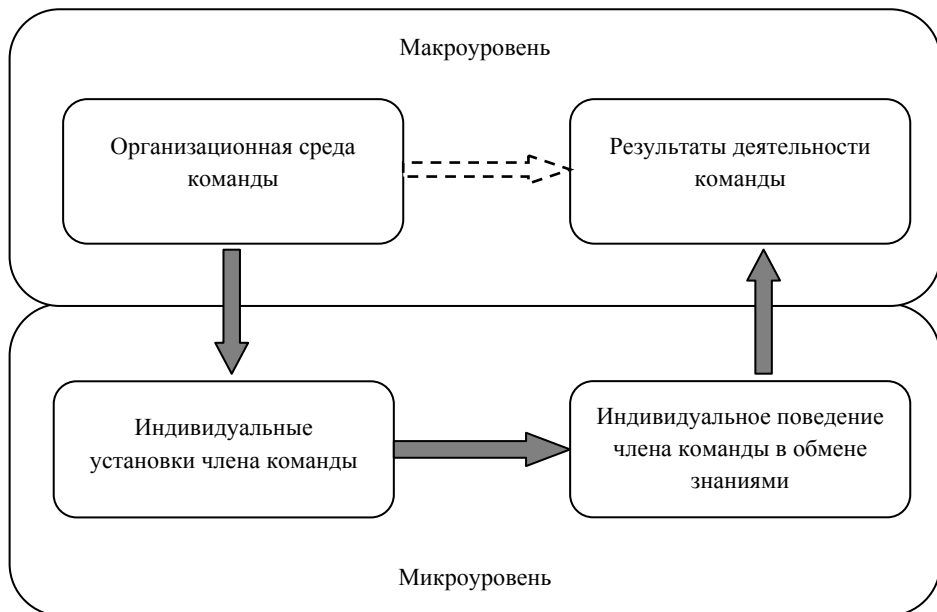 Макроуровень
Организационная среда
команды
Результаты деятельности
команды
Индивидуальные
установки члена команды
Индивидуальное поведение
члена команды в обмене
знаниями
Микроуровень